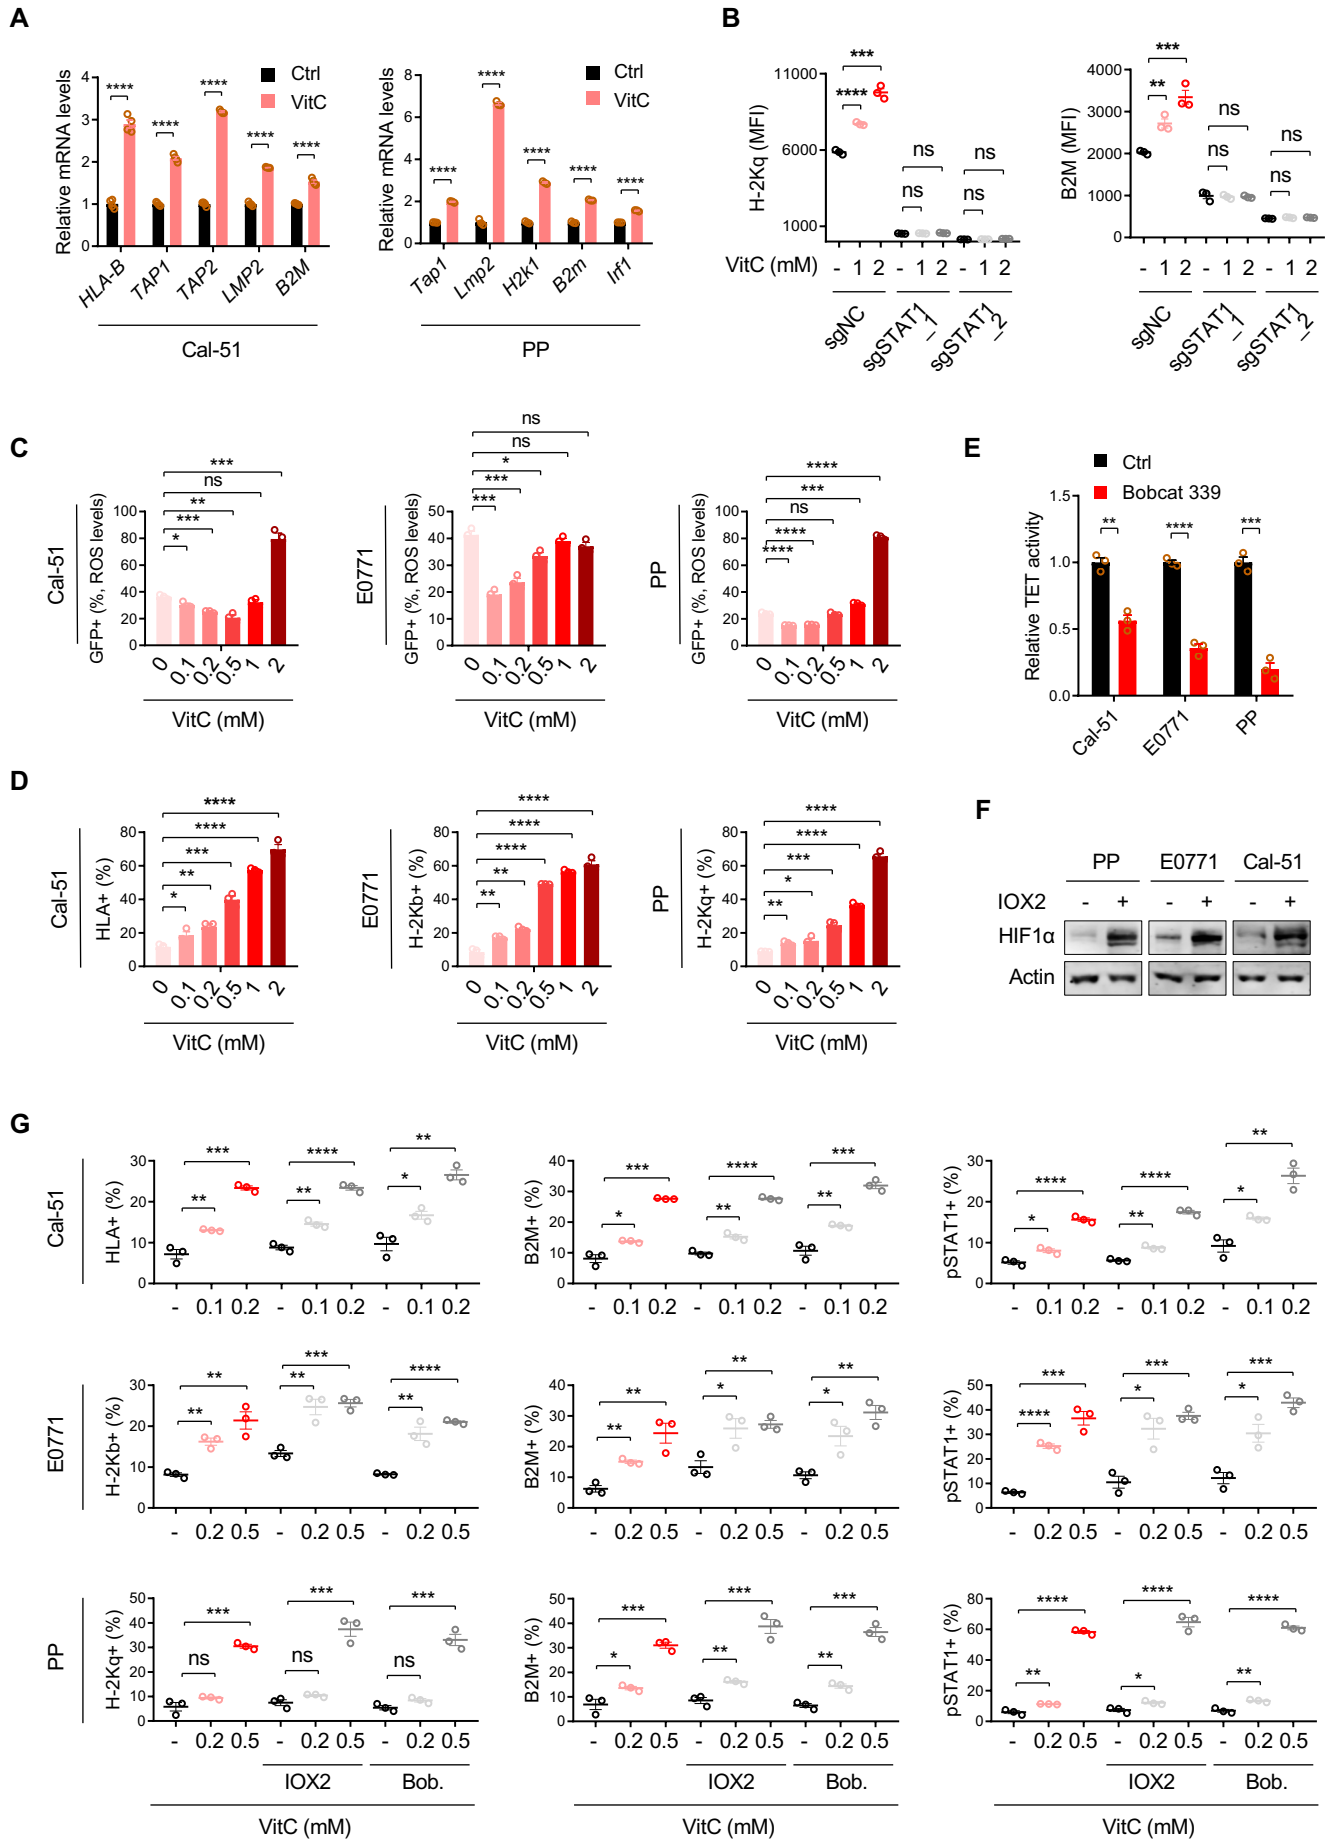 A
Relative mRNA levels
4
3
2
1
0
Ctrl
VitC
****
****
****
****
****
HLA-B
TAP1
TAP2
LMP2
B2M
Cal-51
Relative mRNA levels
8
6
4
2
0
Ctrl
VitC
****
****
****
****
****
Tap1
Lmp2
H2k1
B2m
Irf1
PP
B
H-2Kq (MFI)
11000
6000
1000
***
****
ns
ns
ns
ns
VitC (mM)
- 1 2 - 1 2 - 1 2
sgNC
sgSTAT1_1
sgSTAT1_2
B2M (MFI)
4000
3000
2000
1000
0
***
**
ns
ns
ns
ns
- 1 2 - 1 2 - 1 2
sgNC
sgSTAT1_1
sgSTAT1_2
C
Cal-51
GFP+ (%, ROS levels)
100
80
60
40
20
0
***
ns
**
***
*
0 0.1 0.2 0.5 1 2
VitC (mM)
E0771
GFP+ (%, ROS levels)
50
40
30
20
10
0
ns
ns
*
***
***
0 0.1 0.2 0.5 1 2
VitC (mM)
PP
GFP+ (%, ROS levels)
100
80
60
40
20
0
****
***
ns
****
****
0 0.1 0.2 0.5 1 2
VitC (mM)
E
Ctrl
Bobcat 339
Relative TET activity
1.5
1.0
0.5
0.0
**
****
***
Cal-51
E0771
PP
D
Cal-51
HLA+ (%)
80
60
40
20
0
****
****
***
**
*
0 0.1 0.2 0.5 1 2
VitC (mM)
E0771
H-2Kb+ (%)
80
60
40
20
0
****
****
****
**
**
0 0.1 0.2 0.5 1 2
VitC (mM)
PP
H-2Kq+ (%)
80
60
40
20
0
****
****
***
*
**
0 0.1 0.2 0.5 1 2
VitC (mM)
F
PP E0771 Cal-51
IOX2 - + - + - +
HIF1α
Actin
G
Cal-51
HLA+ (%)
30
20
10
0
***
**
****
**
**
*
- 0.1 0.2 - 0.1 0.2 - 0.1 0.2
B2M+ (%)
40
30
20
10
0
***
*
****
**
***
**
- 0.1 0.2 - 0.1 0.2 - 0.1 0.2
pSTAT1+ (%)
30
20
10
0
****
*
****
**
**
*
- 0.1 0.2 - 0.1 0.2 - 0.1 0.2
E0771
H-2Kb+ (%)
30
20
10
0
**
**
***
**
****
**
- 0.2 0.5 - 0.2 0.5 - 0.2 0.5
B2M+ (%)
40
30
20
10
0
**
**
**
*
**
*
- 0.2 0.5 - 0.2 0.5 - 0.2 0.5
pSTAT1+ (%)
50
40
30
20
10
0
***
****
***
*
***
*
- 0.2 0.5 - 0.2 0.5 - 0.2 0.5
PP
H-2Kq+ (%)
50
40
30
20
10
0
***
ns
***
ns
***
ns
- 0.2 0.5 - 0.2 0.5 - 0.2 0.5
IOX2
Bob.
VitC (mM)
B2M+ (%)
50
40
30
20
10
0
***
*
***
**
***
**
- 0.2 0.5 - 0.2 0.5 - 0.2 0.5
IOX2
Bob.
VitC (mM)
pSTAT1+ (%)
80
60
40
20
0
****
**
****
*
****
**
- 0.2 0.5 - 0.2 0.5 - 0.2 0.5
IOX2
Bob.
VitC (mM)